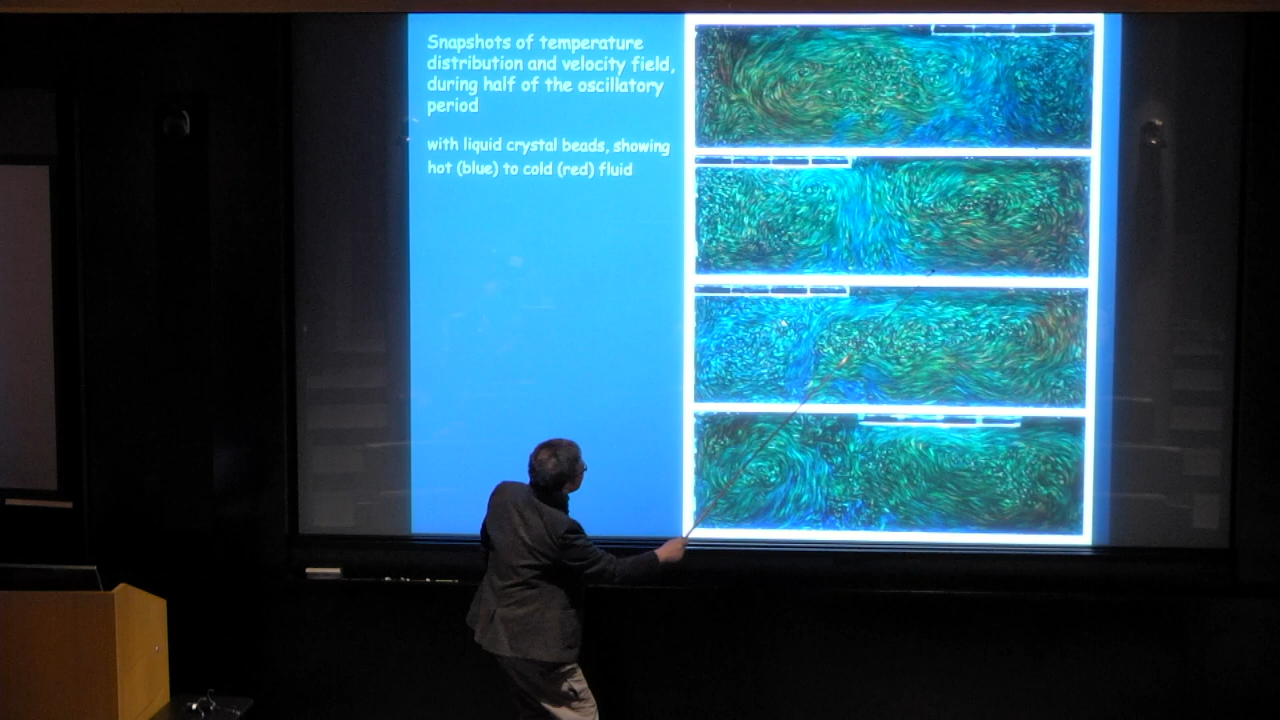 Snapshots of temperature
distribution and velocity field,
during half of the oscillatory
period
with liquid crystal beads, showing
hot (blue) to cold (red) fluid